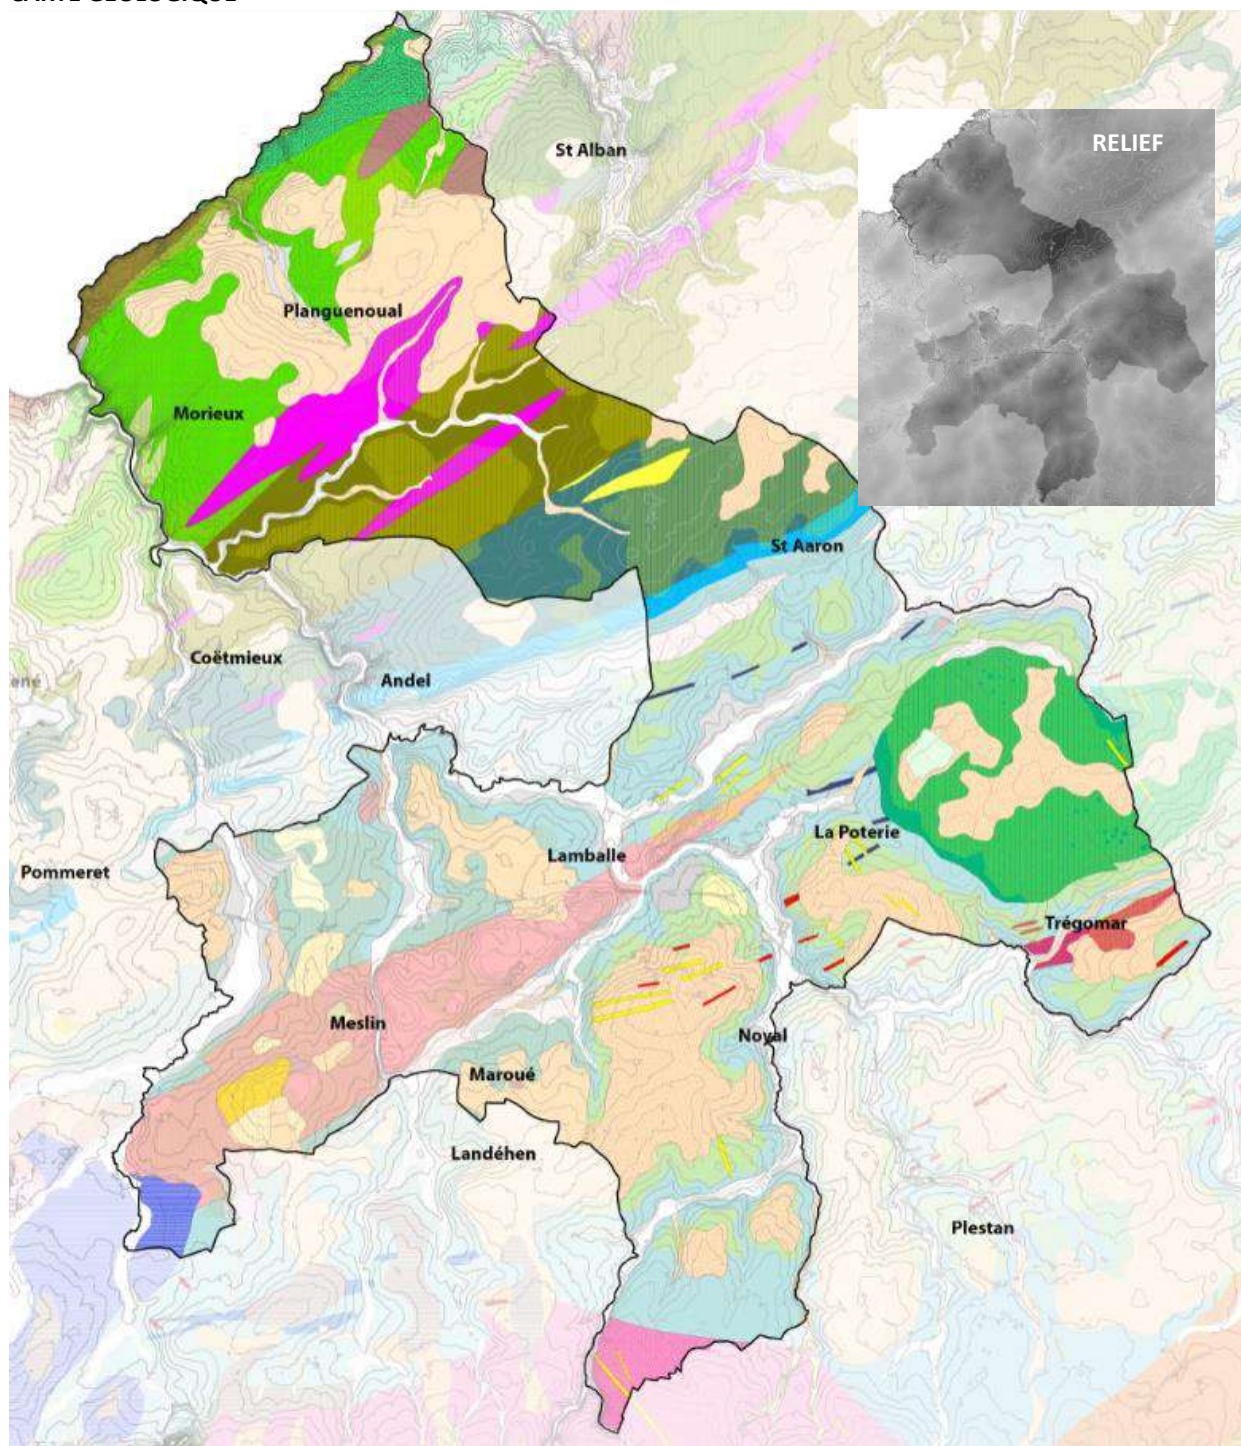 RELIEF
St Alban
Planguenoual
Morieux
St Aaron
Coëtmieux
Andel
La Poterie
Lamballe
Pommeret
Trégomar
Meslin
Noyal
Maroué
Landéhen
Plestan